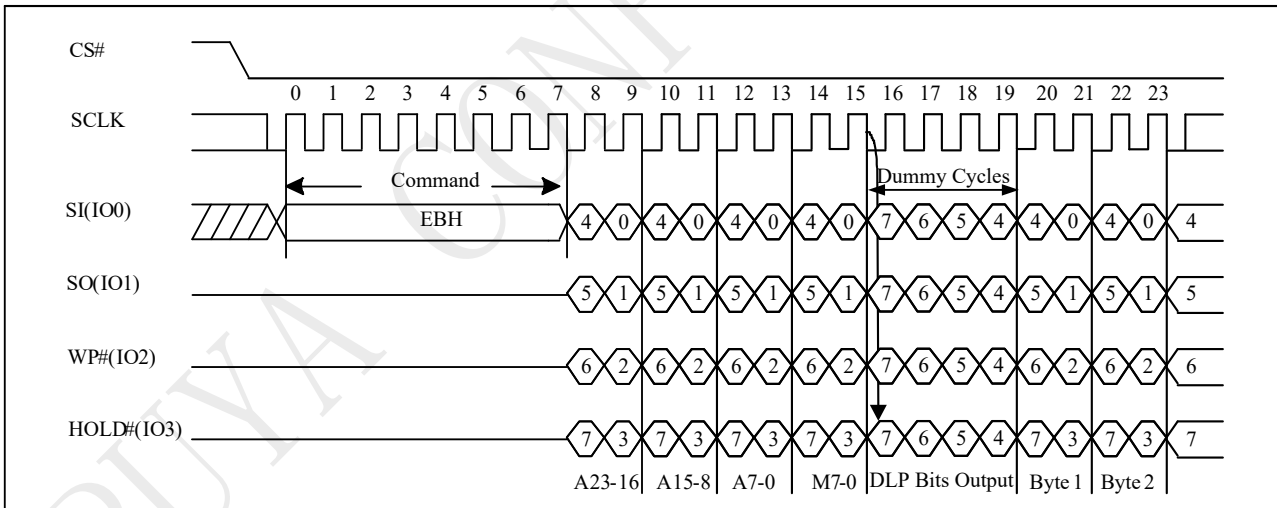 CS#
0 1 2 3 4 5 6 7 8 9 10 11 12 13 14 15 16 17 18 19 20 21 22 23
SCLK
Command
Dummy Cycles
SI(IO0)
EBH
4 0 4 0 4 0 4 0 7 6 5 4 4 0 4 0 4
SO(IO1)
5 1 5 1 5 1 5 1 7 6 5 4 5 1 5 1 5
WP#(IO2)
6 2 6 2 6 2 6 2 7 6 5 4 6 2 6 2 6
HOLD#(IO3)
7 3 7 3 7 3 7 3 7 6 5 4 7 3 7 3 7
A23-16 A15-8 A7-0 M7-0 DLP Bits Output Byte 1 Byte 2
PUYA CONF